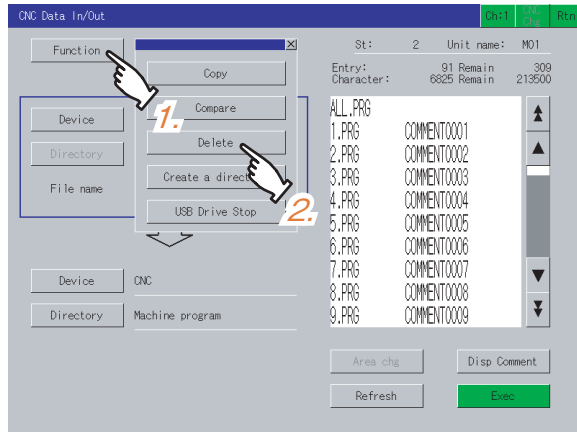 CNC Data In/Out
Ch:1
CNC Chg
Rtn
Function
Copy
Compare
Delete
Create a direct
USB Drive Stop
1.
2.
Device
Directory
File name
Device CNC
Directory Machine program
St: 2 Unit name: M01
Entry: 91 Remain 309
Character: 6825 Remain 213500
ALL.PRG
1.PRG COMMENT0001
2.PRG COMMENT0002
3.PRG COMMENT0003
4.PRG COMMENT0004
5.PRG COMMENT0005
6.PRG COMMENT0006
7.PRG COMMENT0007
8.PRG COMMENT0008
9.PRG COMMENT0009
Area chg
Disp Comment
Refresh
Exec